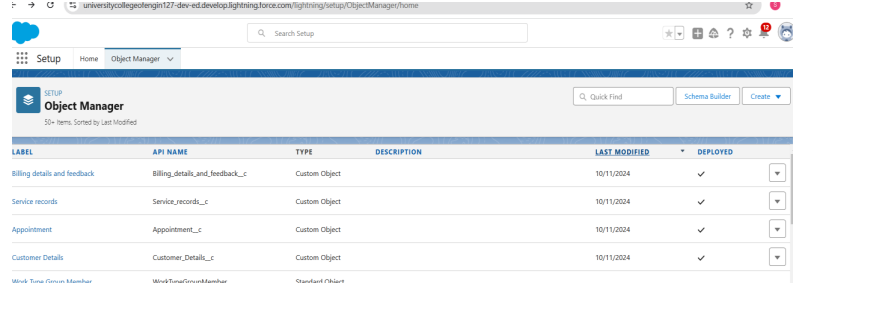 universitycollegeofengin127-dev-ed.develop.lightning.force.com/lightning/setup/ObjectManager/home
S
Search Setup
12
Setup Home Object Manager
SETUP
Object Manager
50+ Items, Sorted by Last Modified
Quick Find
Schema Builder
Create
LABEL API NAME TYPE DESCRIPTION LAST MODIFIED DEPLOYED
Billing details and feedback Billing_details_and_feedback__c Custom Object 10/11/2024
Service records Service_records__c Custom Object 10/11/2024
Appointment Appointment__c Custom Object 10/11/2024
Customer Details Customer_Details__c Custom Object 10/11/2024
Work Type Group Member WorkTypeGroupMember Standard Object